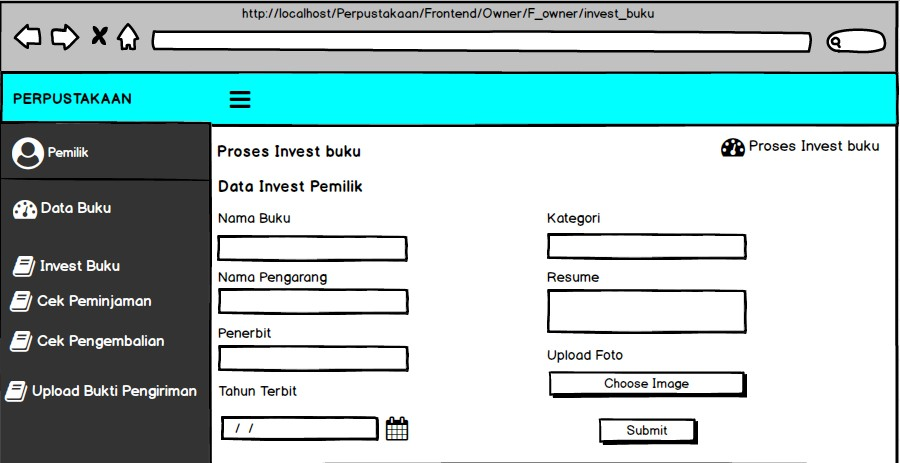 http://localhost/Perpustakaan/Frontend/Owner/F_owner/invest_buku
PERPUSTAKAAN
Pemilik
Data Buku
Invest Buku
Cek Peminjaman
Cek Pengembalian
Upload Bukti Pengiriman
Proses Invest buku
Proses Invest buku
Data Invest Pemilik
Nama Buku
Kategori
Nama Pengarang
Resume
Penerbit
Upload Foto
Choose Image
Tahun Terbit
/ /
Submit